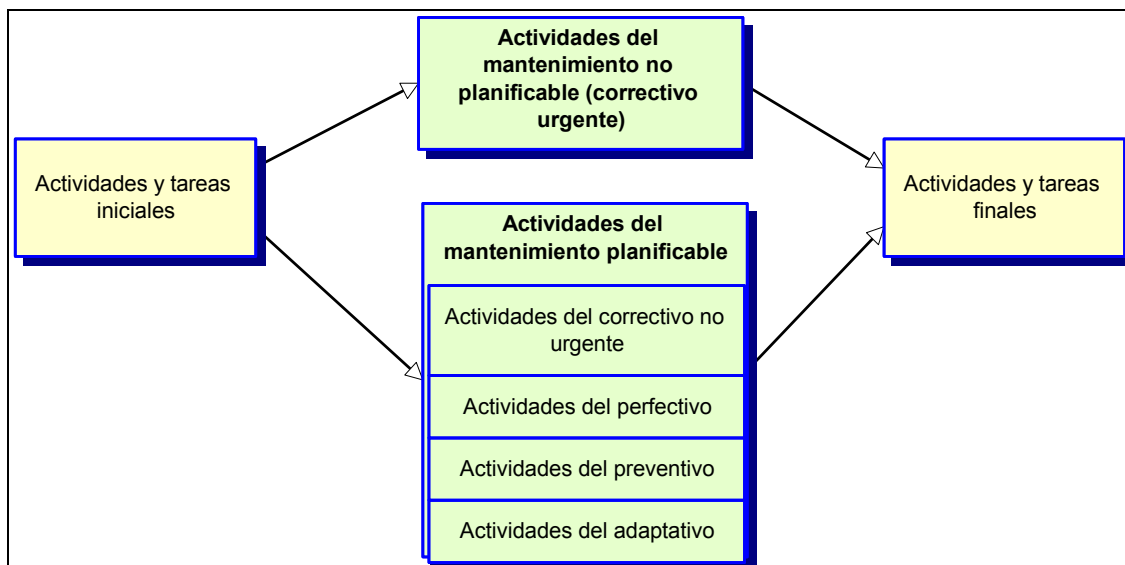 Actividades del
mantenimiento no
planificable (correctivo
urgente)
Actividades y tareas
iniciales
Actividades y tareas
finales
Actividades del
mantenimiento planificable
Actividades del correctivo no
urgente
Actividades del perfectivo
Actividades del preventivo
Actividades del adaptativo